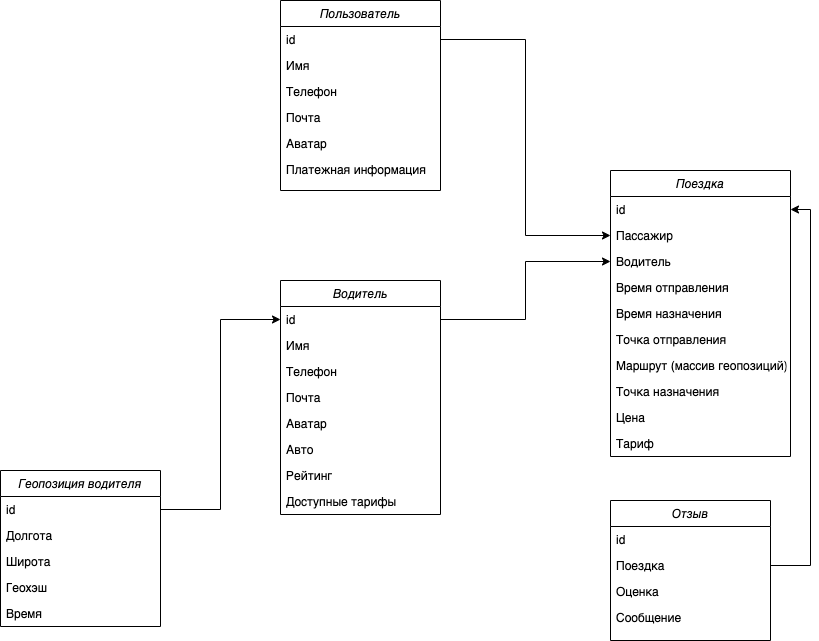 Пользователь
id
Имя
Телефон
Почта
Аватар
Платежная информация
Поездка
id
Пассажир
Водитель
Время отправления
Время назначения
Точка отправления
Маршрут (массив геопозиций)
Точка назначения
Цена
Тариф
Водитель
id
Имя
Телефон
Почта
Аватар
Авто
Рейтинг
Доступные тарифы
Геопозиция водителя
id
Долгота
Широта
Геохэш
Время
Отзыв
id
Поездка
Оценка
Сообщение